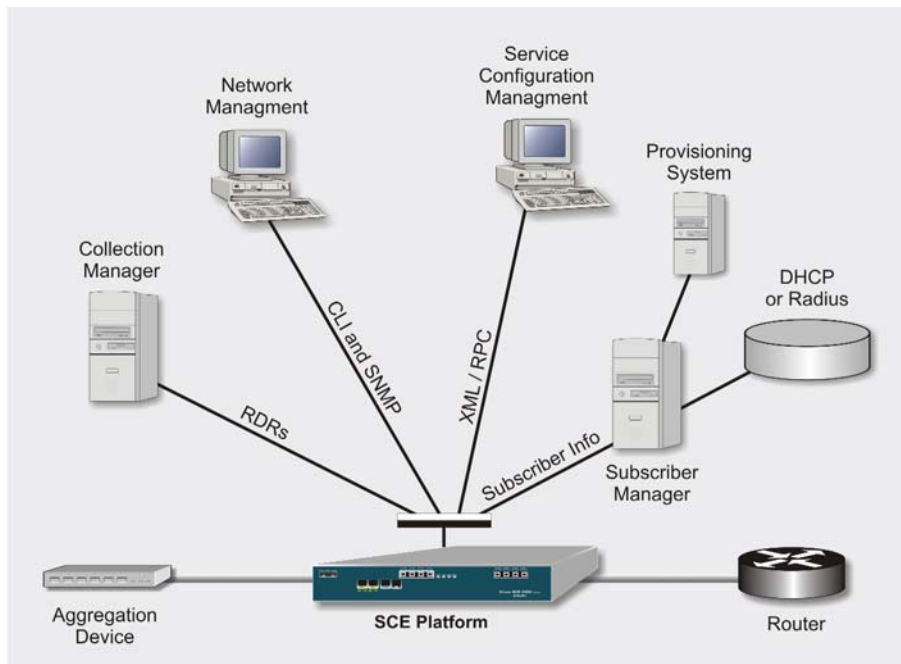 Network
Managment
Service
Configuration
Managment
Provisioning
System
Collection
Manager
DHCP
or Radius
CLI and SNMP
XML / RPC
RDRs
Subscriber Info
Subscriber
Manager
Aggregation
Device
SCE Platform
Router